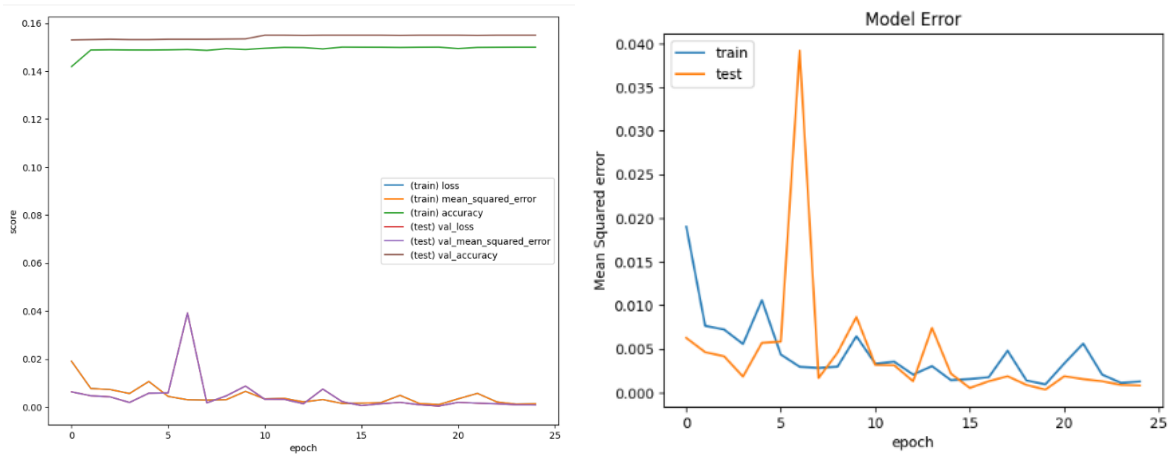 0.16
0.14
0.12
0.10
0.08
0.06
0.04
0.02
0.00
score
(train) loss
(train) mean_squared_error
(train) accuracy
(test) val_loss
(test) val_mean_squared_error
(test) val_accuracy
0 5 10 15 20 25
epoch
Model Error
train
test
0.040
0.035
0.030
0.025
0.020
0.015
0.010
0.005
0.000
Mean Squared error
0 5 10 15 20 25
epoch